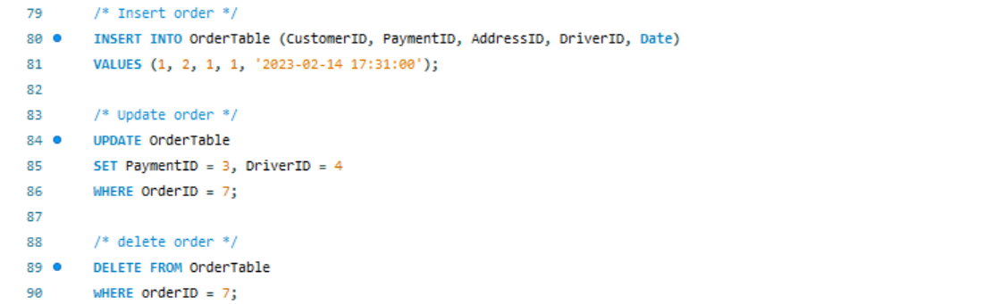 79 /* Insert order */
80 INSERT INTO OrderTable (CustomerID, PaymentID, AddressID, DriverID, Date)
81 VALUES (1, 2, 1, 1, '2023-02-14 17:31:00');
82
83 /* Update order */
84 UPDATE OrderTable
85 SET PaymentID = 3, DriverID = 4
86 WHERE OrderID = 7;
87
88 /* delete order */
89 DELETE FROM OrderTable
90 WHERE orderID = 7;